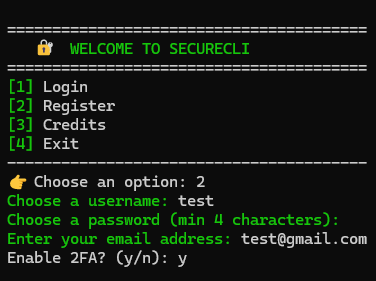 ========================================
🔐 WELCOME TO SECURECLI
========================================
[1] Login
[2] Register
[3] Credits
[4] Exit
----------------------------------------
👉 Choose an option: 2
Choose a username: test
Choose a password (min 4 characters):
Enter your email address: test@gmail.com
Enable 2FA? (y/n): y